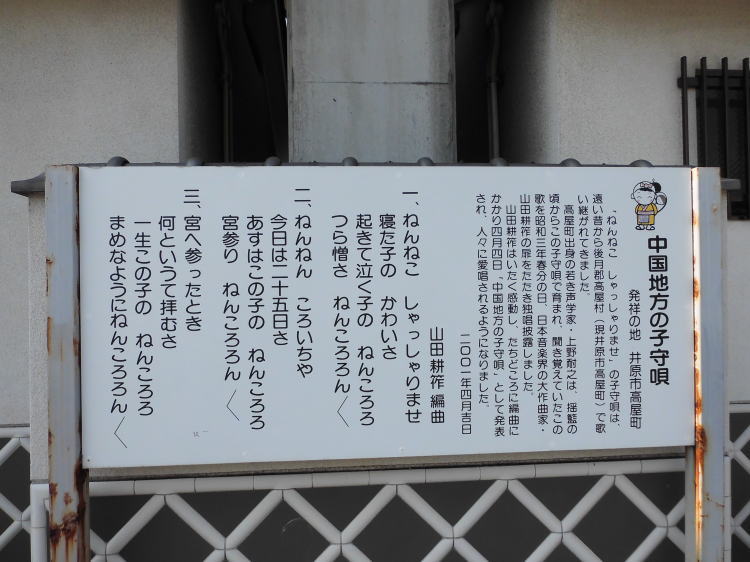 中国地方の子守唄
発祥の地　井原市高屋町
「ねんねこ　しゃっしゃりませ」の子守唄は、
遠い昔から後月郡高屋村（現井原市高屋町）で歌
い継がれてきました。
高屋町出身の若き声学家・上野耐之は、揺籃の
頃からこの子守唄で育まれ、聞き覚えていたこの
歌を昭和三年春分の日、日本音楽界の大作曲家・
山田耕筰の扉をたたき独唱披露しました。
山田耕筰はいたく感動し、たちどころに編曲に
かかり四月四日「中国地方の子守唄」として発表
され、人々に愛唱されるようになりました。
二〇〇一年四月吉日
山田耕筰 編曲
一、ねんねこ　しゃっしゃりませ
寝た子の　かわいさ
起きて泣く子の　ねんころろ
つら憎さ　ねんころろん〱
二、ねんねん　ころいちや
今日は二十五日さ
あすはこの子の　ねんころろ
宮参り　ねんころろん〱
三、宮へ参ったとき
何というて拝むさ
一生この子の　ねんころろ
まめなようにねんころろん〱